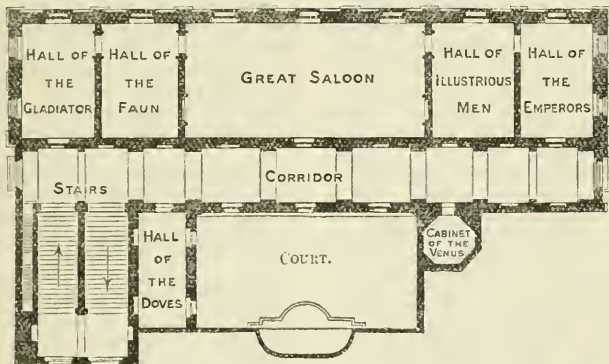 HALL OF
THE
GLADIATOR
HALL OF
THE
FAUN
GREAT SALOON
HALL OF
ILLUSTRIOUS
MEN
HALL OF
THE
EMPERORS
STAIRS
CORRIDOR
HALL
OF
THE
DOVES
COURT.
CABINET
OF THE
VENUS